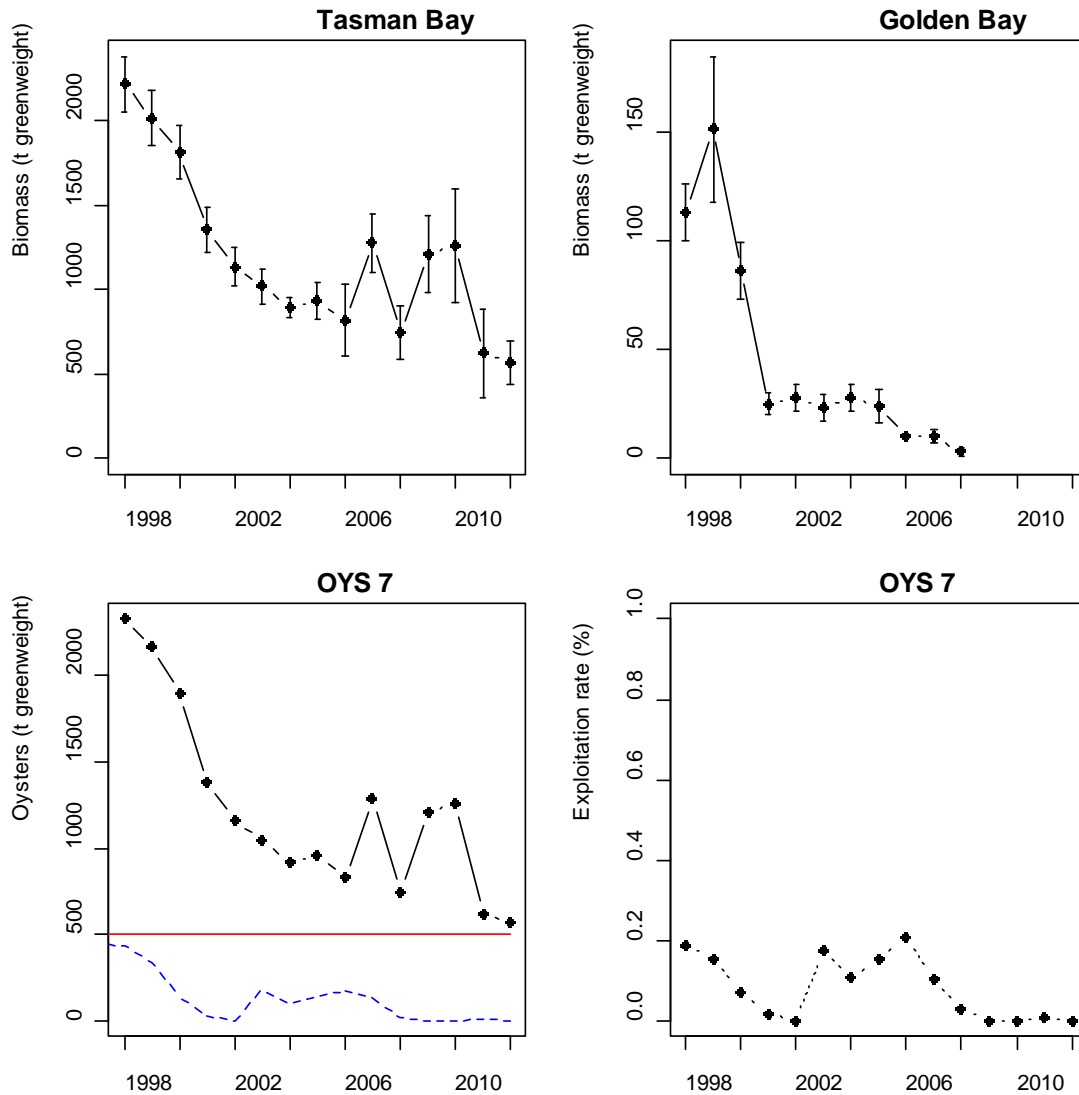 Tasman Bay
Biomass (t greenweight)
2000
1500
1000
500
0
1998 2002 2006 2010
Golden Bay
Biomass (t greenweight)
150
100
50
0
1998 2002 2006 2010
OYS 7
Oysters (t greenweight)
2000
1500
1000
500
0
1998 2002 2006 2010
OYS 7
Exploitation rate (%)
1.0
0.8
0.6
0.4
0.2
0.0
1998 2002 2006 2010